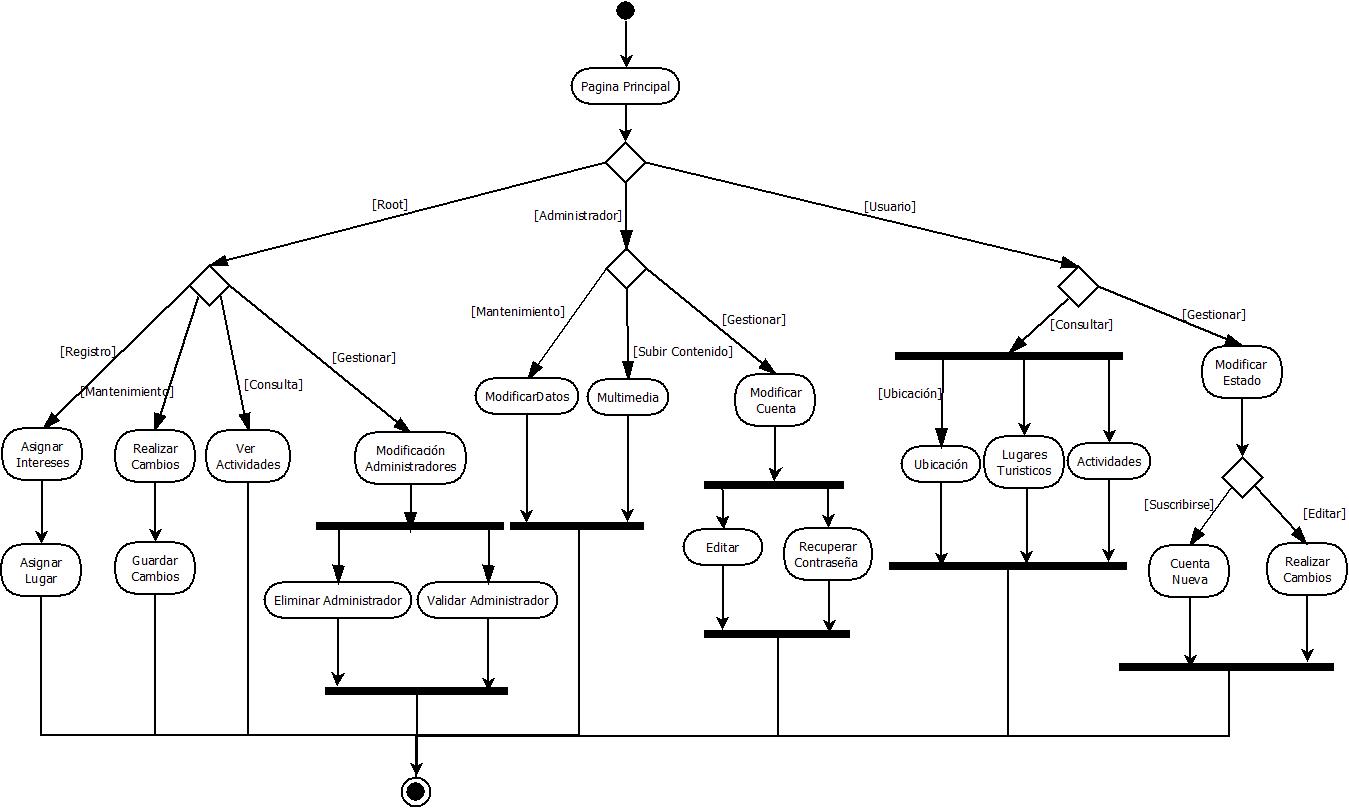 Pagina Principal
[Root]
[Administrador]
[Usuario]
[Registro]
[Mantenimiento]
[Consulta]
[Gestionar]
[Mantenimiento]
[Subir Contenido]
[Gestionar]
[Consultar]
[Gestionar]
Asignar
Intereses
Realizar
Cambios
Ver
Actividades
Modificación
Administradores
ModificarDatos
Multimedia
Modificar
Cuenta
[Ubicación]
Ubicación
Lugares
Turisticos
Actividades
Modificar
Estado
[Suscribirse]
[Editar]
Asignar
Lugar
Guardar
Cambios
Eliminar Administrador
Validar Administrador
Editar
Recuperar
Contraseña
Cuenta
Nueva
Realizar
Cambios